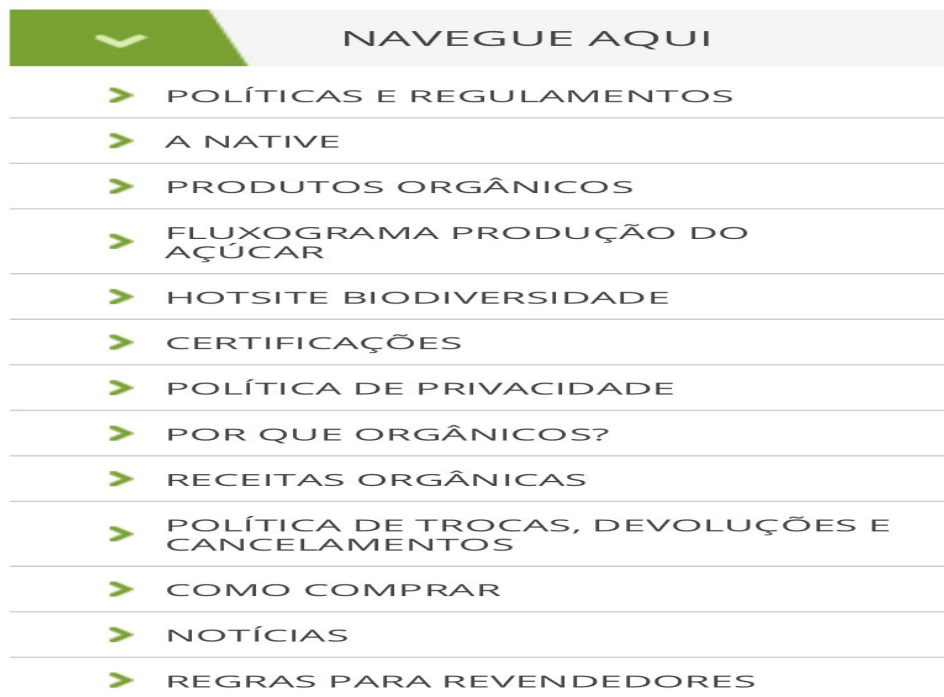 NAVEGUE AQUI
POLÍTICAS E REGULAMENTOS
A NATIVE
PRODUTOS ORGÂNICOS
FLUXOGRAMA PRODUÇÃO DO
AÇÚCAR
HOTSITE BIODIVERSIDADE
CERTIFICAÇÕES
POLÍTICA DE PRIVACIDADE
POR QUE ORGÂNICOS?
RECEITAS ORGÂNICAS
POLÍTICA DE TROCAS, DEVOLUÇÕES E
CANCELAMENTOS
COMO COMPRAR
NOTÍCIAS
REGRAS PARA REVENDEDORES